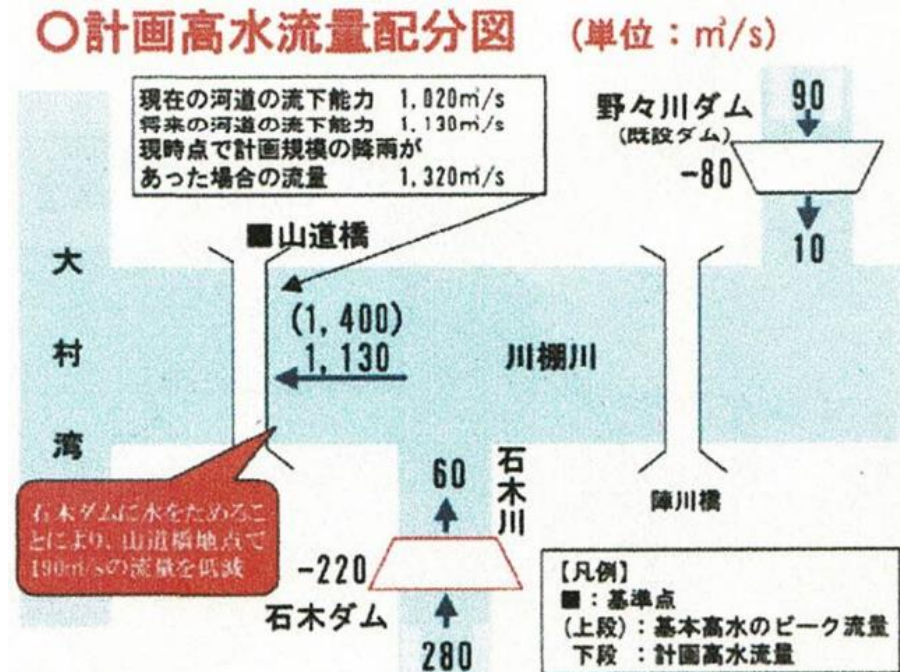 ○計画高水流量配分図 (単位：㎥/s)
現在の河道の流下能力 1,020㎥/s
将来の河道の流下能力 1,130㎥/s
現時点で計画規模の降雨が
あった場合の流量 1,320㎥/s
野々川ダム
(既設ダム)
90
-80
10
■山道橋
大村湾
(1,400)
1,130
川棚川
石木川
60
陣川橋
石木ダムに水をためるこ
とにより、山道橋地点で
190㎥/sの流量を低減
-220
石木ダム
280
【凡例】
■：基準点
(上段)：基本高水のピーク流量
下段：計画高水流量